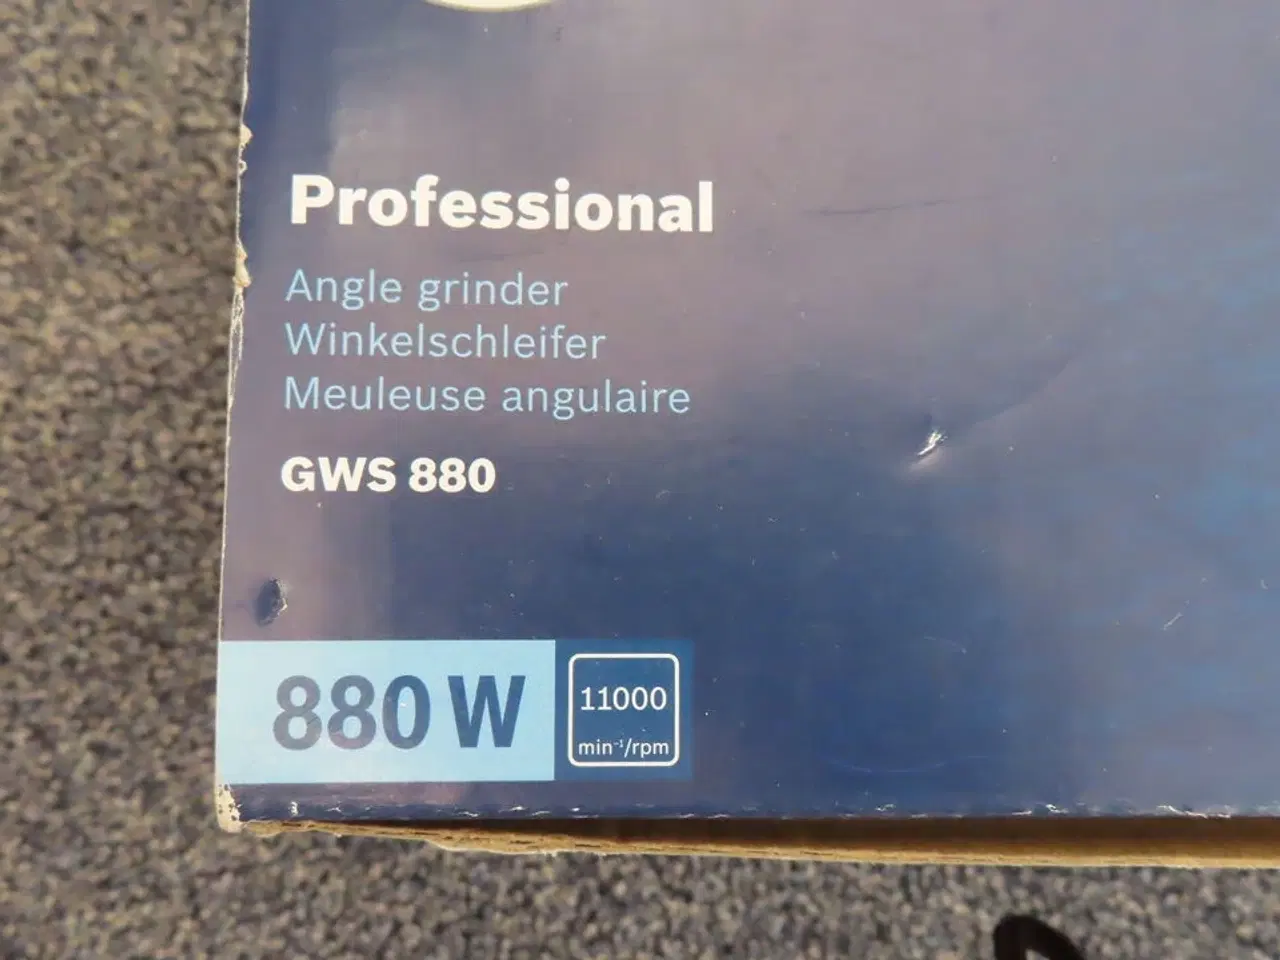 Professional
Angle grinder
Winkelschleifer
Meuleuse angulaire
GWS 880
880 W
11000
min⁻¹/rpm